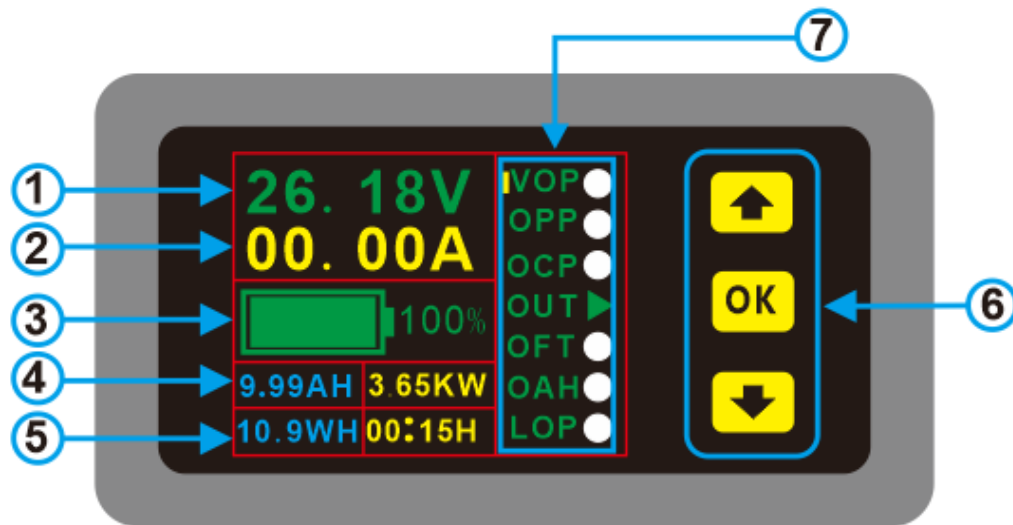 7
1
26. 18V
2
00. 00A
3
100%
4
9.99AH 3.65KW
5
10.9WH 00:15H
VOP
OPP
OCP
OUT
OFT
OAH
LOP
OK
6